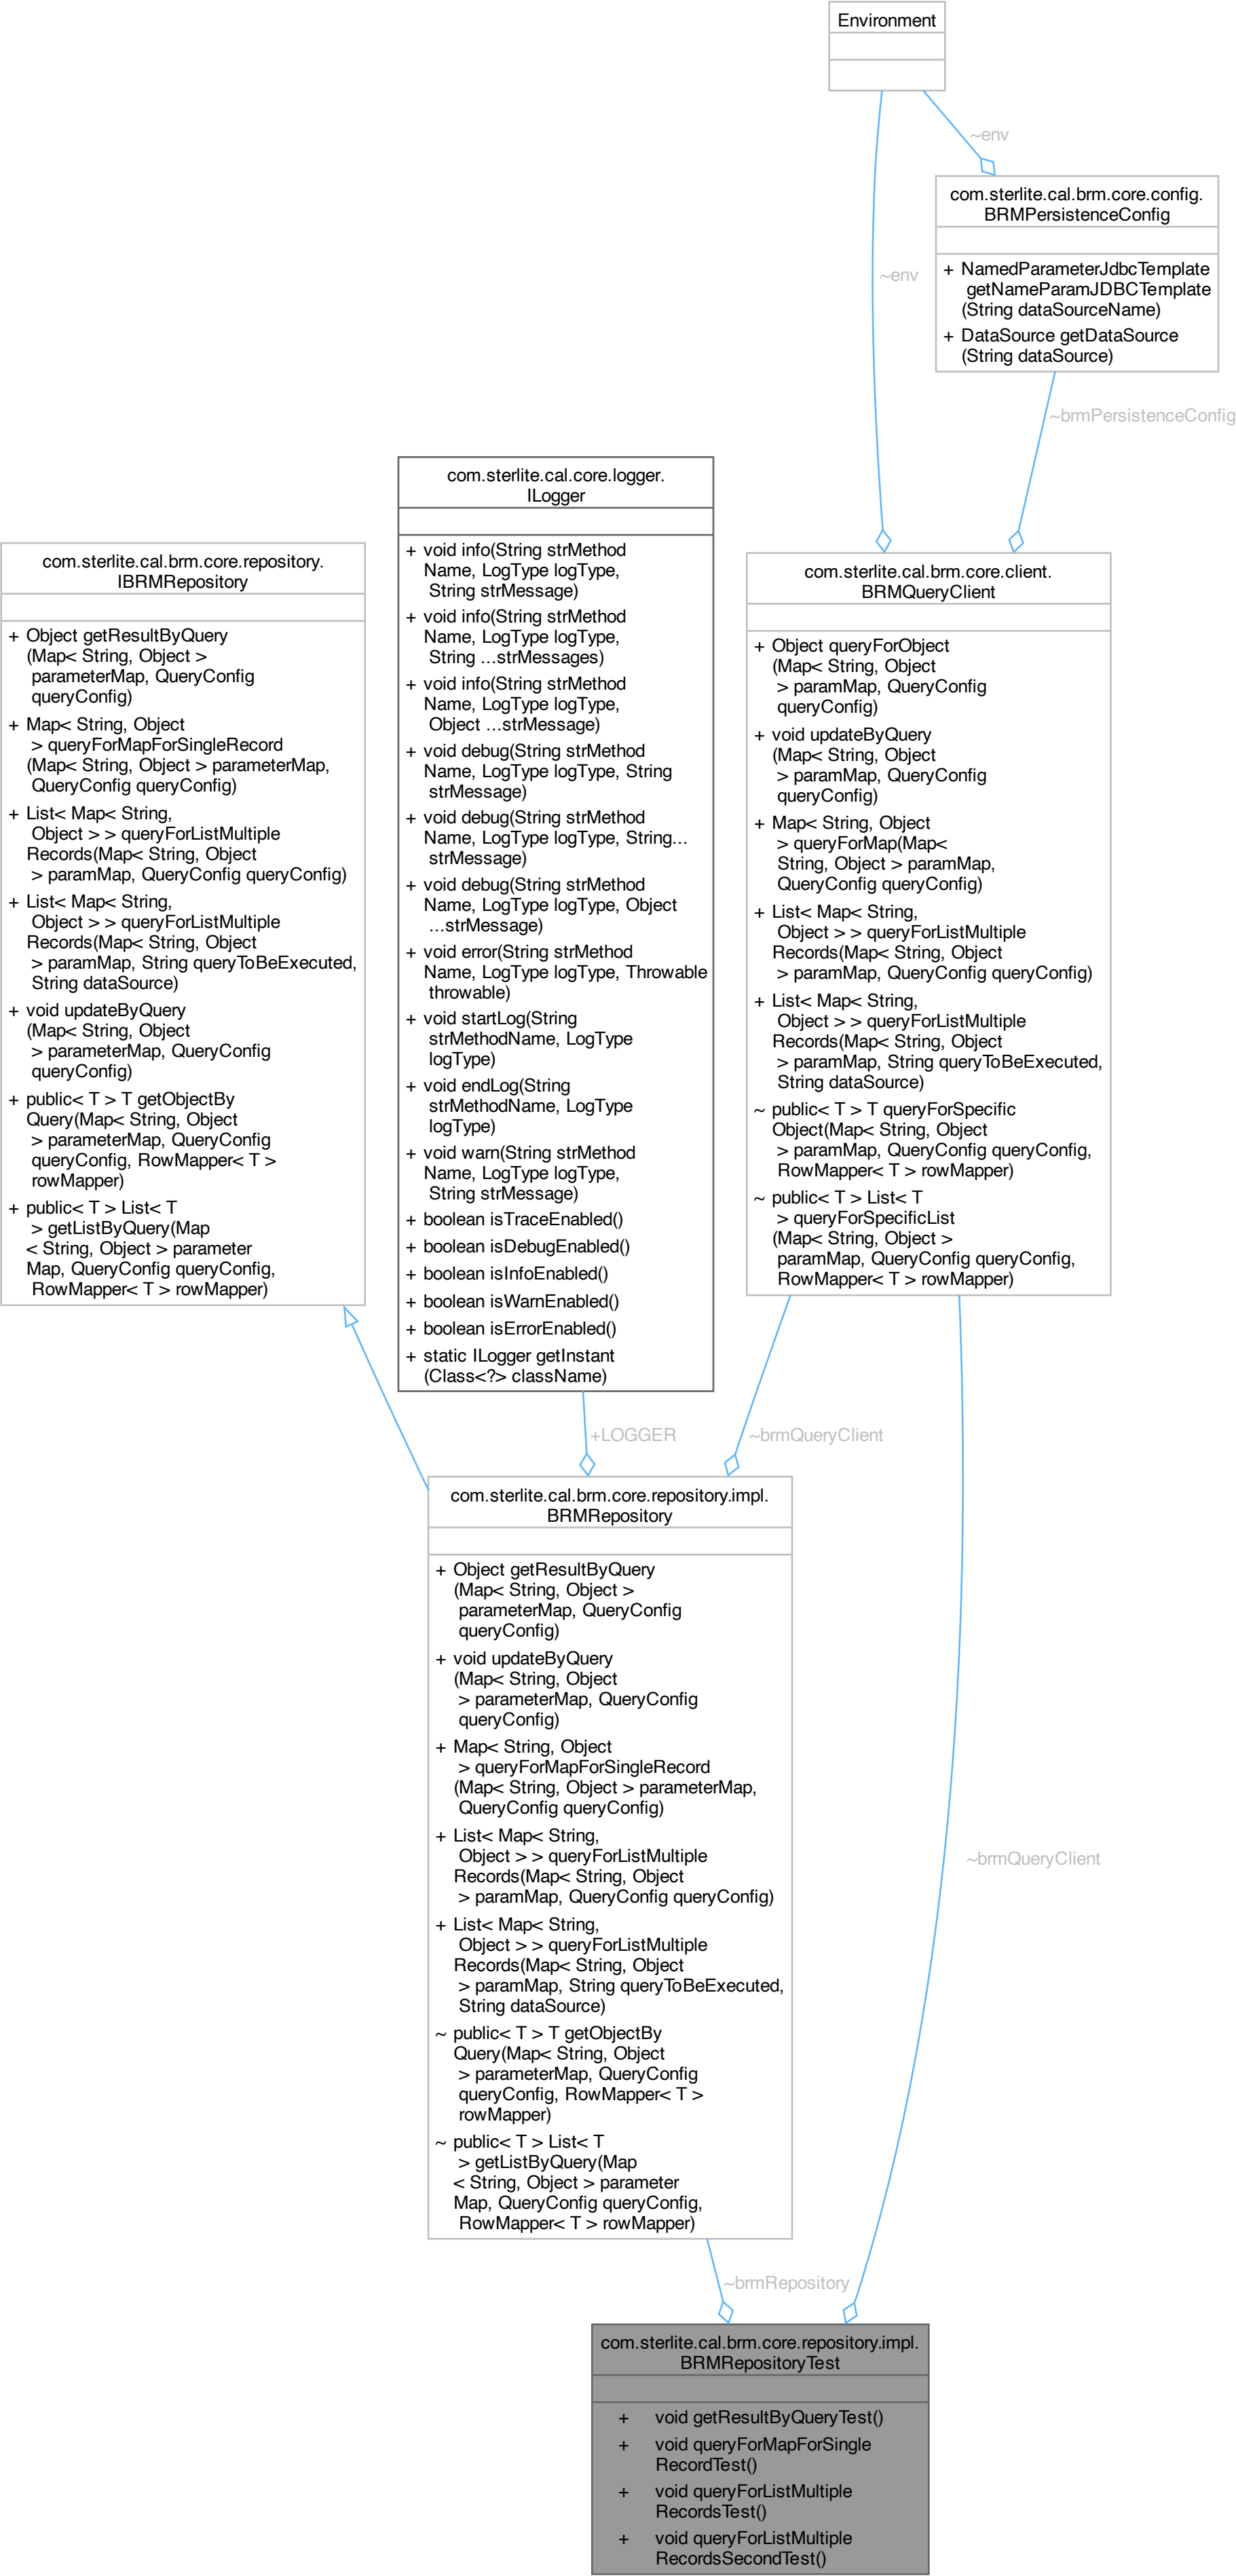 Environment
~env
com.sterlite.cal.brm.core.config.
BRMPersistenceConfig
+ NamedParameterJdbcTemplate
getNameParamJDBCTemplate
(String dataSourceName)
+ DataSource getDataSource
(String dataSource)
~env
~brmPersistenceConfig
com.sterlite.cal.brm.core.repository.
IBRMRepository
+ Object getResultByQuery
(Map< String, Object >
parameterMap, QueryConfig
queryConfig)
+ Map< String, Object
> queryForMapForSingleRecord
(Map< String, Object > parameterMap,
QueryConfig queryConfig)
+ List< Map< String,
Object > > queryForListMultiple
Records(Map< String, Object
> paramMap, QueryConfig queryConfig)
+ List< Map< String,
Object > > queryForListMultiple
Records(Map< String, Object
> paramMap, String queryToBeExecuted,
String dataSource)
+ void updateByQuery
(Map< String, Object
> parameterMap, QueryConfig
queryConfig)
+ public< T > T getObjectBy
Query(Map< String, Object
> parameterMap, QueryConfig
queryConfig, RowMapper< T >
rowMapper)
+ public< T > List< T
> getListByQuery(Map
< String, Object > parameter
Map, QueryConfig queryConfig,
RowMapper< T > rowMapper)
com.sterlite.cal.core.logger.
ILogger
+ void info(String strMethod
Name, LogType logType,
String strMessage)
+ void info(String strMethod
Name, LogType logType,
String ...strMessages)
+ void info(String strMethod
Name, LogType logType,
Object ...strMessage)
+ void debug(String strMethod
Name, LogType logType, String
strMessage)
+ void debug(String strMethod
Name, LogType logType, String...
strMessage)
+ void debug(String strMethod
Name, LogType logType, Object
...strMessage)
+ void error(String strMethod
Name, LogType logType, Throwable
throwable)
+ void startLog(String
strMethodName, LogType
logType)
+ void endLog(String
strMethodName, LogType
logType)
+ void warn(String strMethod
Name, LogType logType,
String strMessage)
+ boolean isTraceEnabled()
+ boolean isDebugEnabled()
+ boolean isInfoEnabled()
+ boolean isWarnEnabled()
+ boolean isErrorEnabled()
+ static ILogger getInstant
(Class<?> className)
com.sterlite.cal.brm.core.client.
BRMQueryClient
+ Object queryForObject
(Map< String, Object
> paramMap, QueryConfig
queryConfig)
+ void updateByQuery
(Map< String, Object
> paramMap, QueryConfig
queryConfig)
+ Map< String, Object
> queryForMap(Map<
String, Object > paramMap,
QueryConfig queryConfig)
+ List< Map< String,
Object > > queryForListMultiple
Records(Map< String, Object
> paramMap, QueryConfig queryConfig)
+ List< Map< String,
Object > > queryForListMultiple
Records(Map< String, Object
> paramMap, String queryToBeExecuted,
String dataSource)
~ public< T > T queryForSpecific
Object(Map< String, Object
> paramMap, QueryConfig queryConfig,
RowMapper< T > rowMapper)
~ public< T > List< T
> queryForSpecificList
(Map< String, Object >
paramMap, QueryConfig queryConfig,
RowMapper< T > rowMapper)
+LOGGER
~brmQueryClient
com.sterlite.cal.brm.core.repository.impl.
BRMRepository
+ Object getResultByQuery
(Map< String, Object >
parameterMap, QueryConfig
queryConfig)
+ void updateByQuery
(Map< String, Object
> parameterMap, QueryConfig
queryConfig)
+ Map< String, Object
> queryForMapForSingleRecord
(Map< String, Object > parameterMap,
QueryConfig queryConfig)
+ List< Map< String,
Object > > queryForListMultiple
Records(Map< String, Object
> paramMap, QueryConfig queryConfig)
+ List< Map< String,
Object > > queryForListMultiple
Records(Map< String, Object
> paramMap, String queryToBeExecuted,
String dataSource)
~ public< T > T getObjectBy
Query(Map< String, Object
> parameterMap, QueryConfig
queryConfig, RowMapper< T >
rowMapper)
~ public< T > List< T
> getListByQuery(Map
< String, Object > parameter
Map, QueryConfig queryConfig,
RowMapper< T > rowMapper)
~brmQueryClient
~brmRepository
com.sterlite.cal.brm.core.repository.impl.
BRMRepositoryTest
+ void getResultByQueryTest()
+ void queryForMapForSingle
RecordTest()
+ void queryForListMultiple
RecordsTest()
+ void queryForListMultiple
RecordsSecondTest()